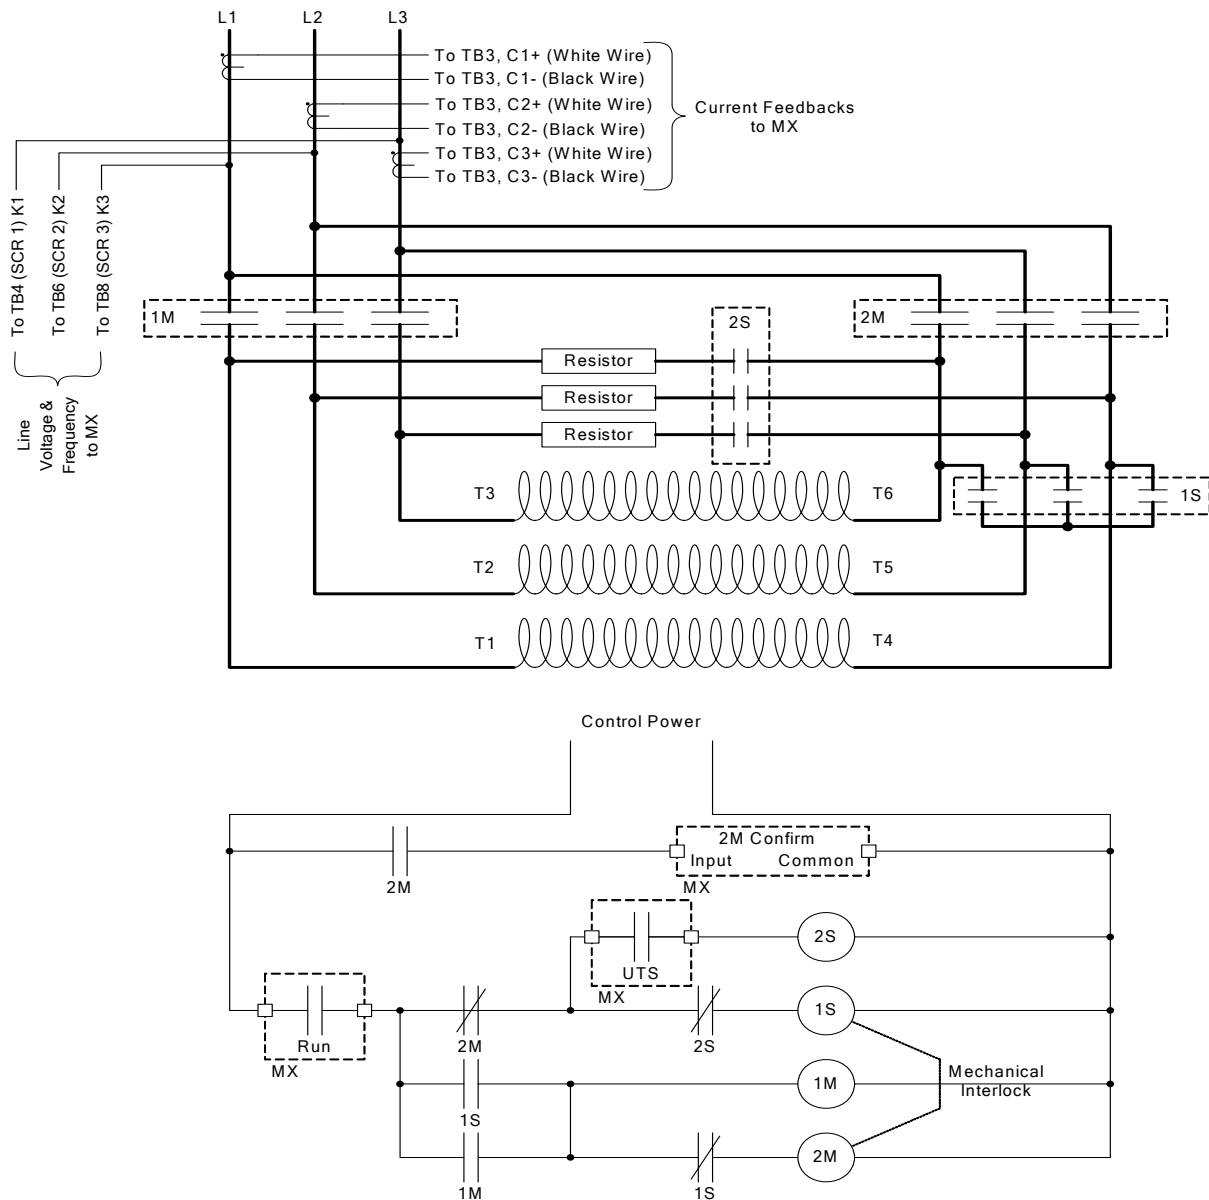 L1
L2
L3
To TB3, C1+ (White Wire)
To TB3, C1- (Black Wire)
To TB3, C2+ (White Wire)
To TB3, C2- (Black Wire)
To TB3, C3+ (White Wire)
To TB3, C3- (Black Wire)
Current Feedbacks
to MX
To TB4 (SCR 1) K1
To TB6 (SCR 2) K2
To TB8 (SCR 3) K3
Line
Voltage &
Frequency
to MX
1M
2S
2M
Resistor
Resistor
Resistor
T3
T6
1S
T2
T5
T1
T4
Control Power
2M
2M Confirm
Input
Common
MX
UTS
MX
2S
Run
MX
2M
2S
1S
1S
1M
Mechanical
Interlock
1M
1S
2M